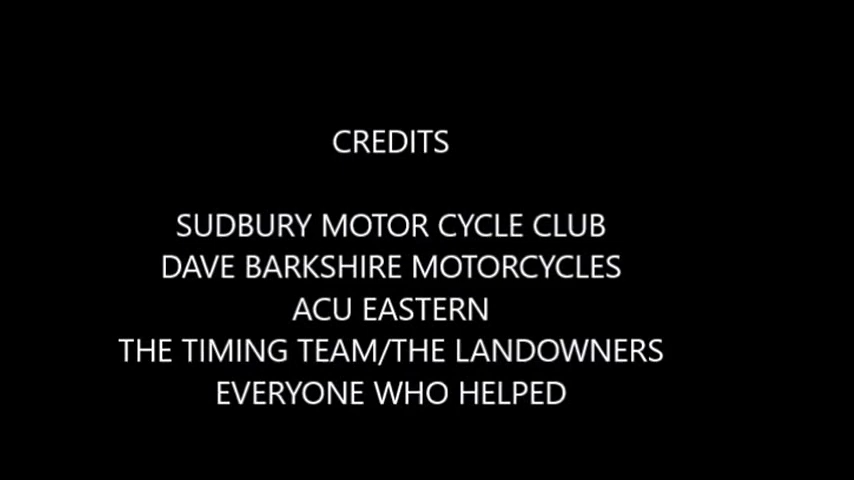 CREDITS
SUDBURY MOTOR CYCLE CLUB
DAVE BARKSHIRE MOTORCYCLES
ACU EASTERN
THE TIMING TEAM/THE LANDOWNERS
EVERYONE WHO HELPED